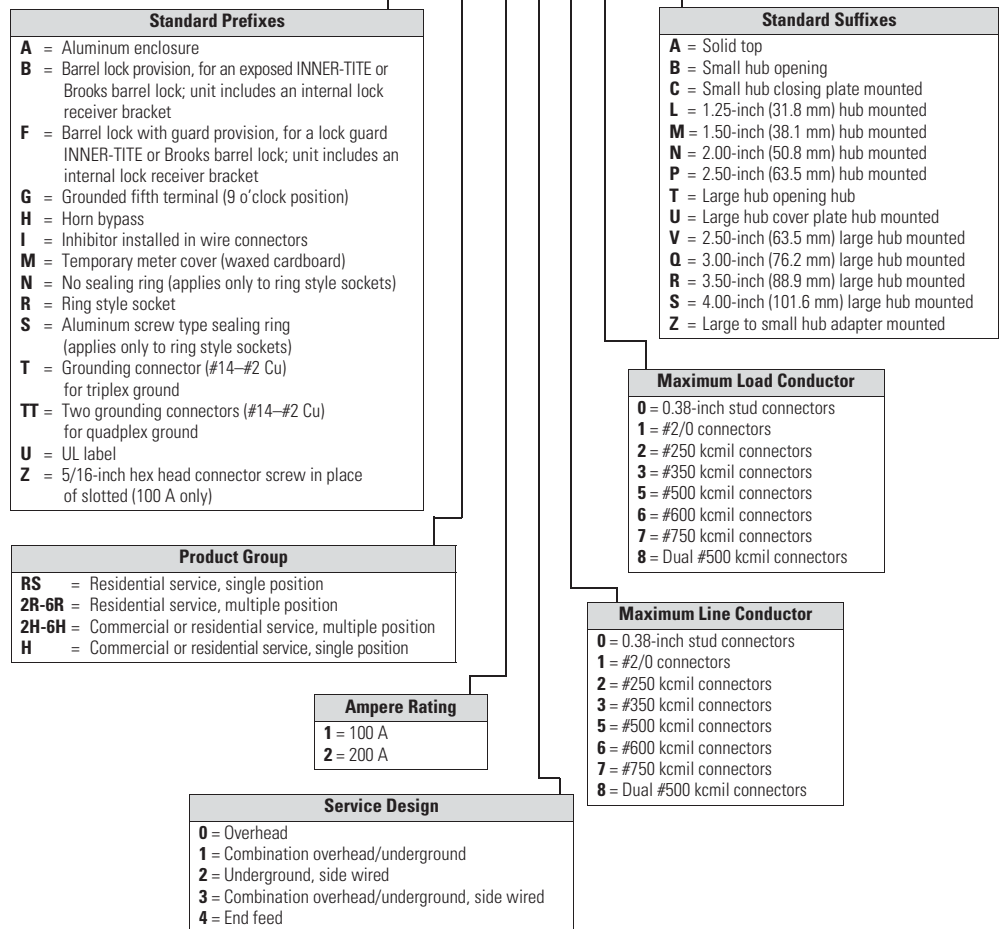 Standard Prefixes
A = Aluminum enclosure
B = Barrel lock provision, for an exposed INNER-TITE or
Brooks barrel lock; unit includes an internal lock
receiver bracket
F = Barrel lock with guard provision, for a lock guard
INNER-TITE or Brooks barrel lock; unit includes an
internal lock receiver bracket
G = Grounded fifth terminal (9 o'clock position)
H = Horn bypass
I = Inhibitor installed in wire connectors
M = Temporary meter cover (waxed cardboard)
N = No sealing ring (applies only to ring style sockets)
R = Ring style socket
S = Aluminum screw type sealing ring
(applies only to ring style sockets)
T = Grounding connector (#14–#2 Cu)
for triplex ground
TT = Two grounding connectors (#14–#2 Cu)
for quadplex ground
U = UL label
Z = 5/16-inch hex head connector screw in place
of slotted (100 A only)
Product Group
RS = Residential service, single position
2R-6R = Residential service, multiple position
2H-6H = Commercial or residential service, multiple position
H = Commercial or residential service, single position
Ampere Rating
1 = 100 A
2 = 200 A
Service Design
0 = Overhead
1 = Combination overhead/underground
2 = Underground, side wired
3 = Combination overhead/underground, side wired
4 = End feed
Standard Suffixes
A = Solid top
B = Small hub opening
C = Small hub closing plate mounted
L = 1.25-inch (31.8 mm) hub mounted
M = 1.50-inch (38.1 mm) hub mounted
N = 2.00-inch (50.8 mm) hub mounted
P = 2.50-inch (63.5 mm) hub mounted
T = Large hub opening hub
U = Large hub cover plate hub mounted
V = 2.50-inch (63.5 mm) large hub mounted
Q = 3.00-inch (76.2 mm) large hub mounted
R = 3.50-inch (88.9 mm) large hub mounted
S = 4.00-inch (101.6 mm) large hub mounted
Z = Large to small hub adapter mounted
Maximum Load Conductor
0 = 0.38-inch stud connectors
1 = #2/0 connectors
2 = #250 kcmil connectors
3 = #350 kcmil connectors
5 = #500 kcmil connectors
6 = #600 kcmil connectors
7 = #750 kcmil connectors
8 = Dual #500 kcmil connectors
Maximum Line Conductor
0 = 0.38-inch stud connectors
1 = #2/0 connectors
2 = #250 kcmil connectors
3 = #350 kcmil connectors
5 = #500 kcmil connectors
6 = #600 kcmil connectors
7 = #750 kcmil connectors
8 = Dual #500 kcmil connectors